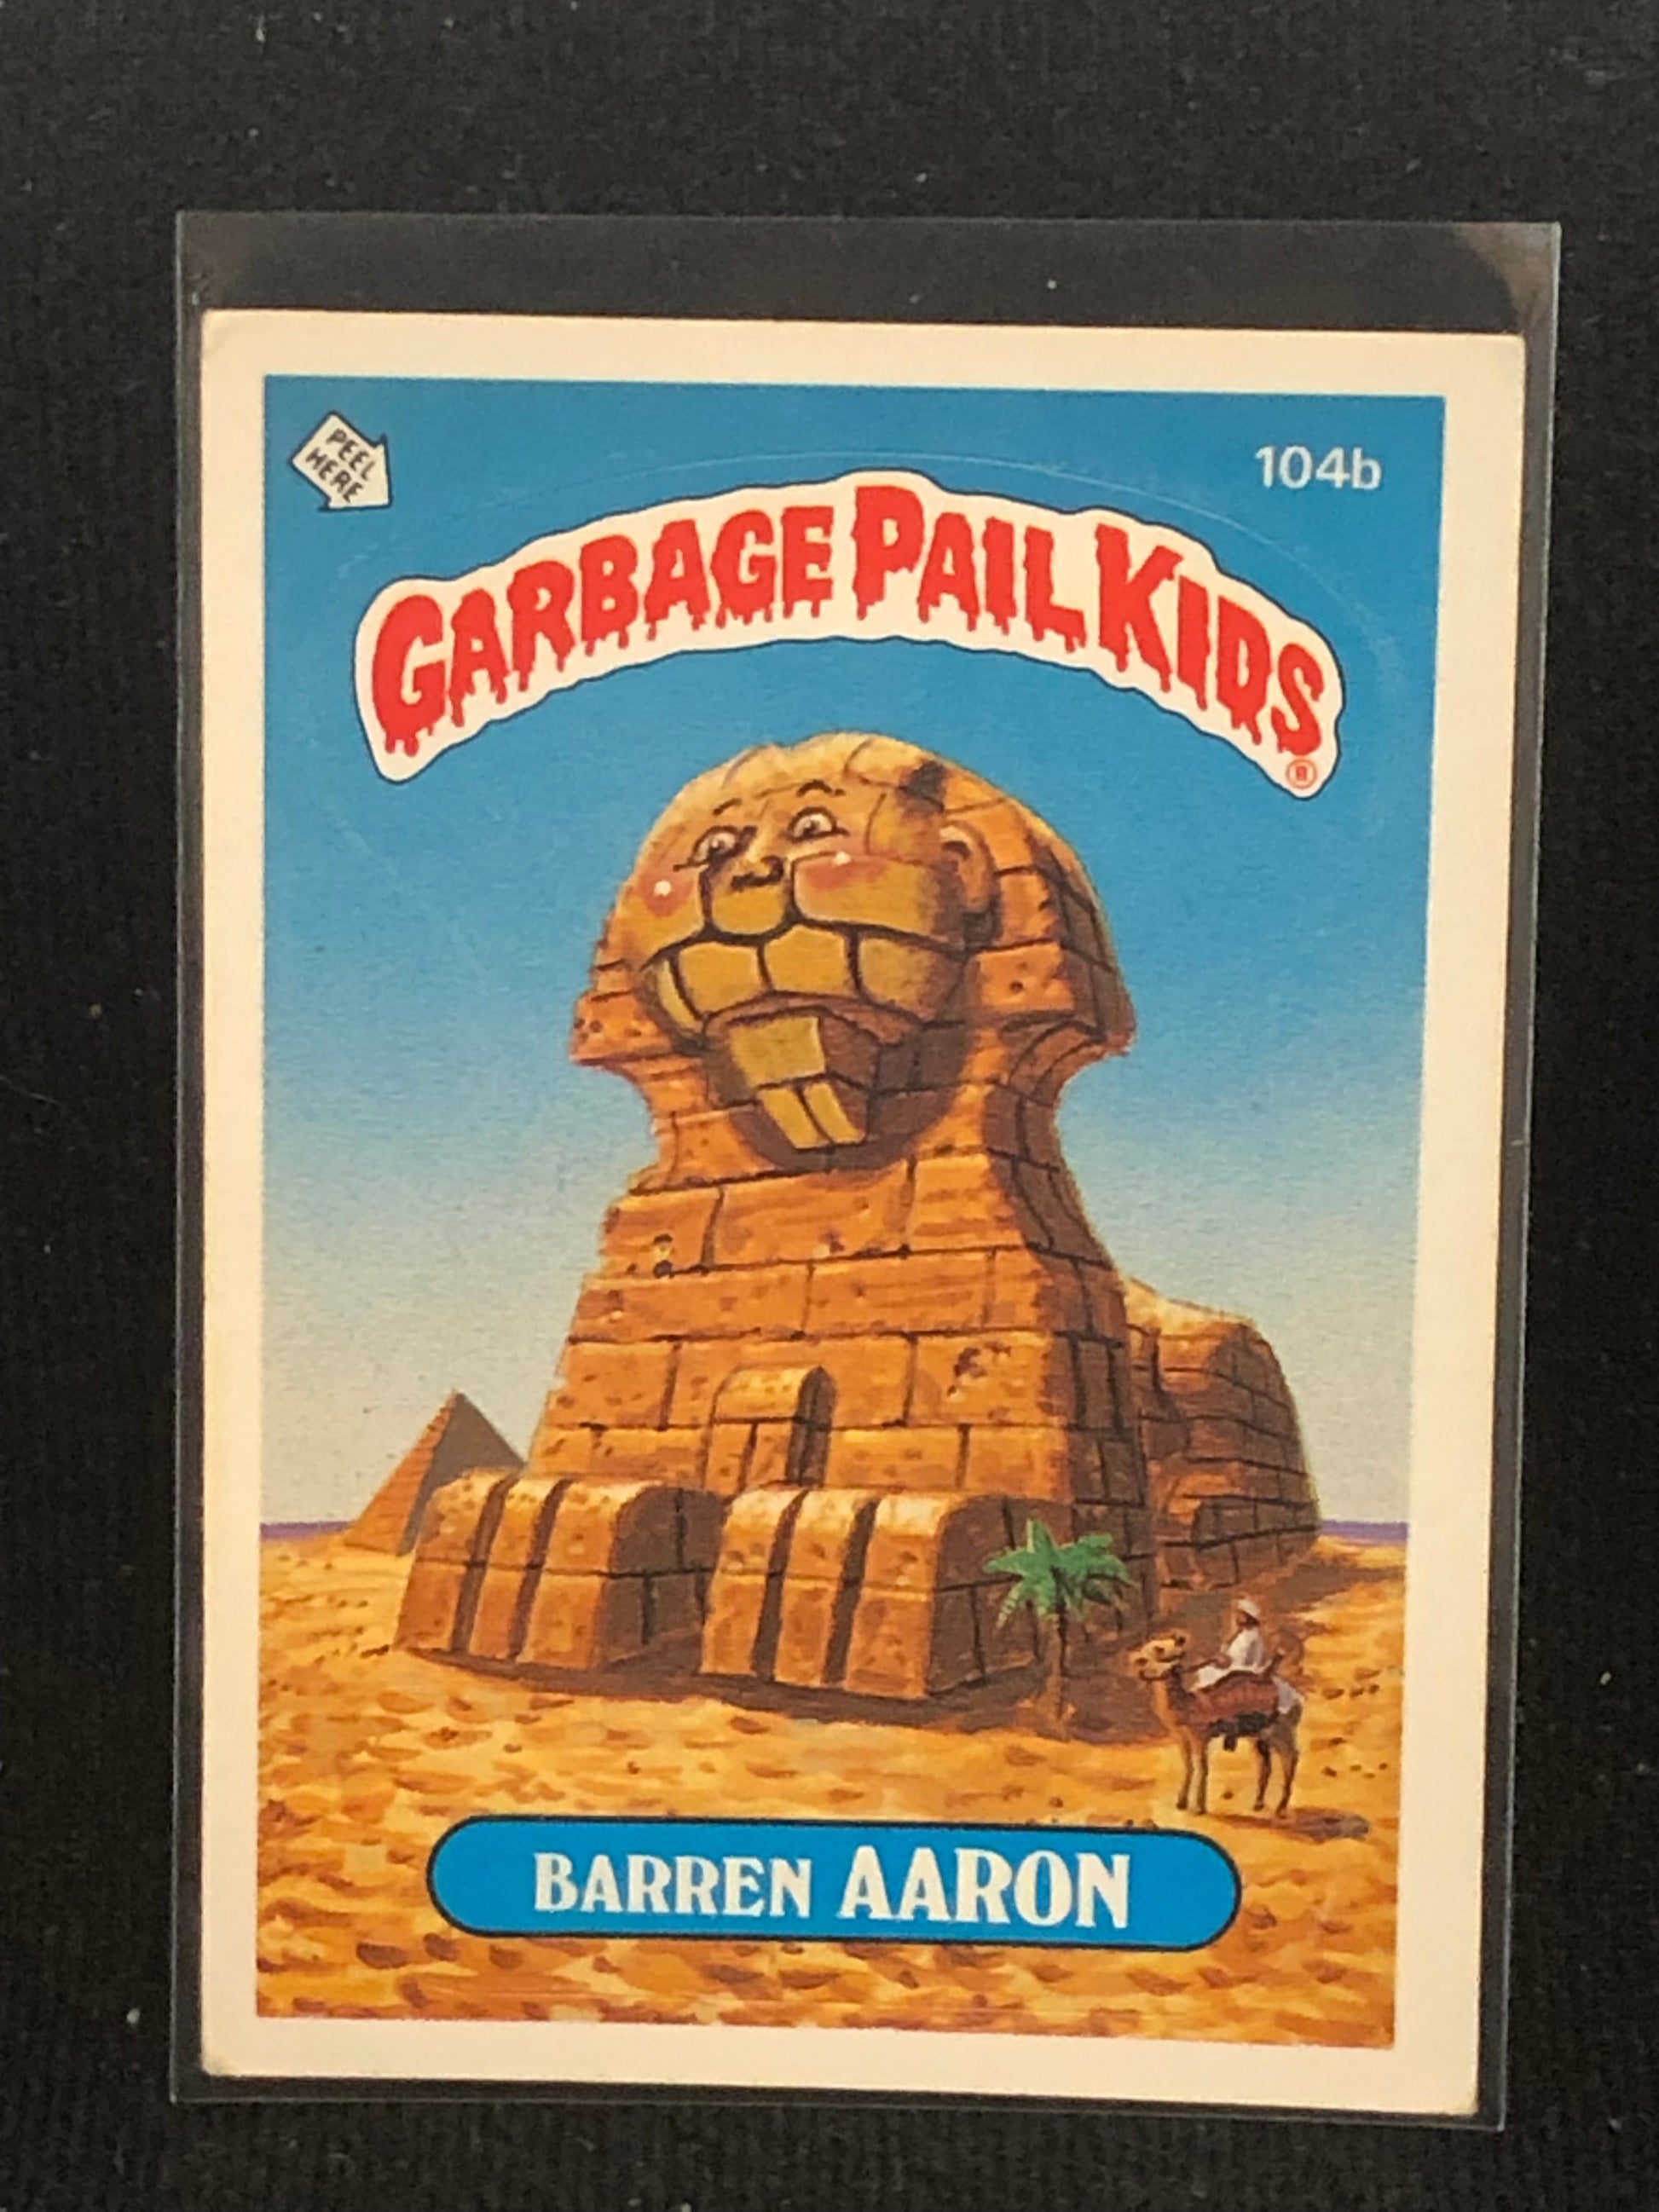 PEEL
HERE
104b
GARBAGE PAIL KIDS
®
BARREN AARON